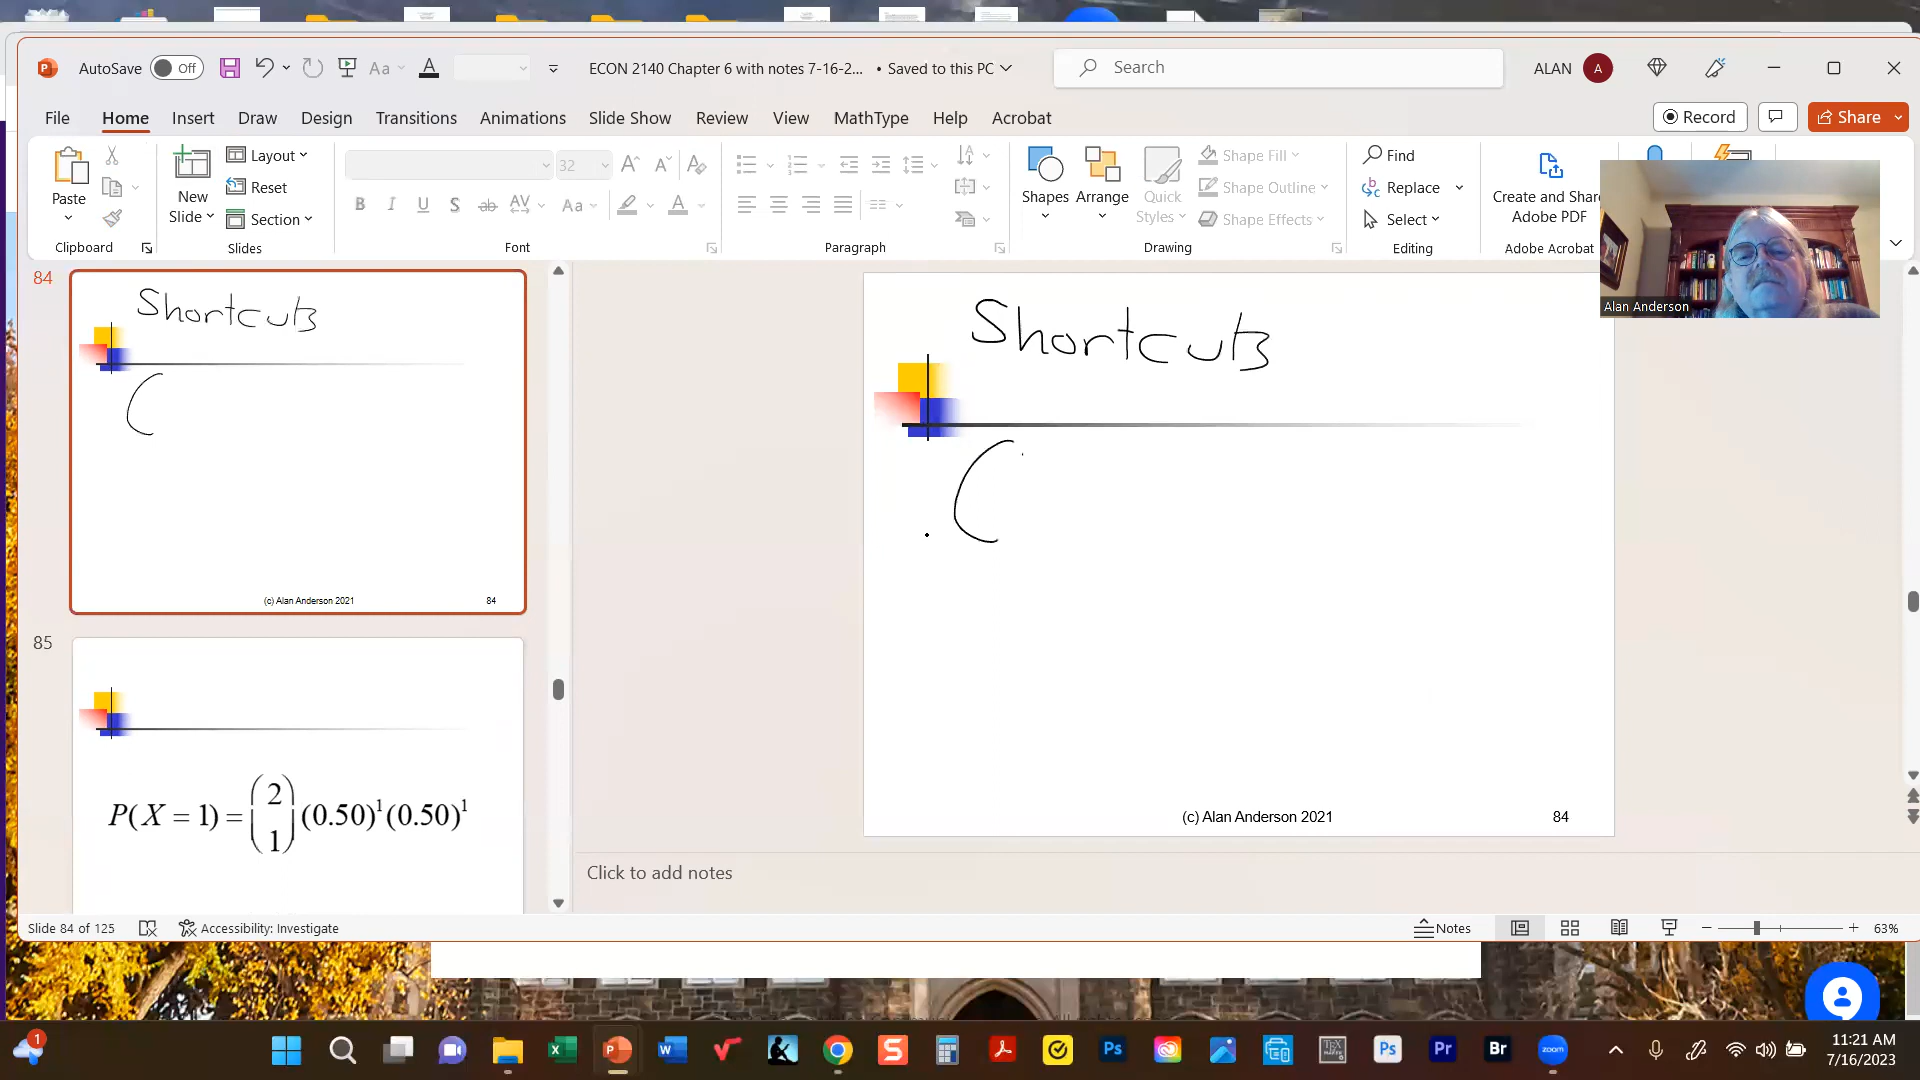 AutoSave Off ECON 2140 Chapter 6 with notes 7-16-2... • Saved to this PC Search ALAN A
File Home Insert Draw Design Transitions Animations Slide Show Review View MathType Help Acrobat Record Share
Paste New Slide Layout Reset Section 32 Shapes Arrange Quick Styles Shape Fill Shape Outline Shape Effects Find Replace Select Create and Share Adobe PDF
Clipboard Slides Font Paragraph Drawing Editing Adobe Acrobat
Alan Anderson
84
Shortcuts
(
(c) Alan Anderson 2021 84
85
P(X = 1) = (2 1) (0.50)^1 (0.50)^1
Shortcuts
(
(c) Alan Anderson 2021 84
Click to add notes
Slide 84 of 125 Accessibility: Investigate Notes 63%
1 zoom 11:21 AM
7/16/2023